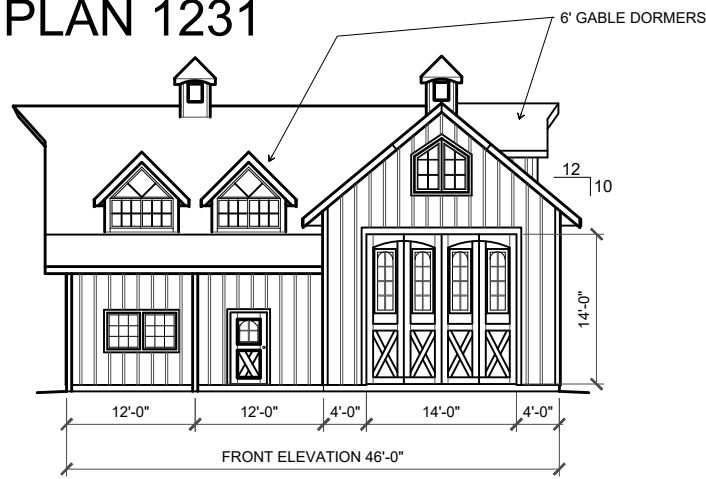 PLAN 1231
6' GABLE DORMERS
12
10
14'-0"
12'-0" 12'-0" 4'-0" 14'-0" 4'-0"
FRONT ELEVATION 46'-0"